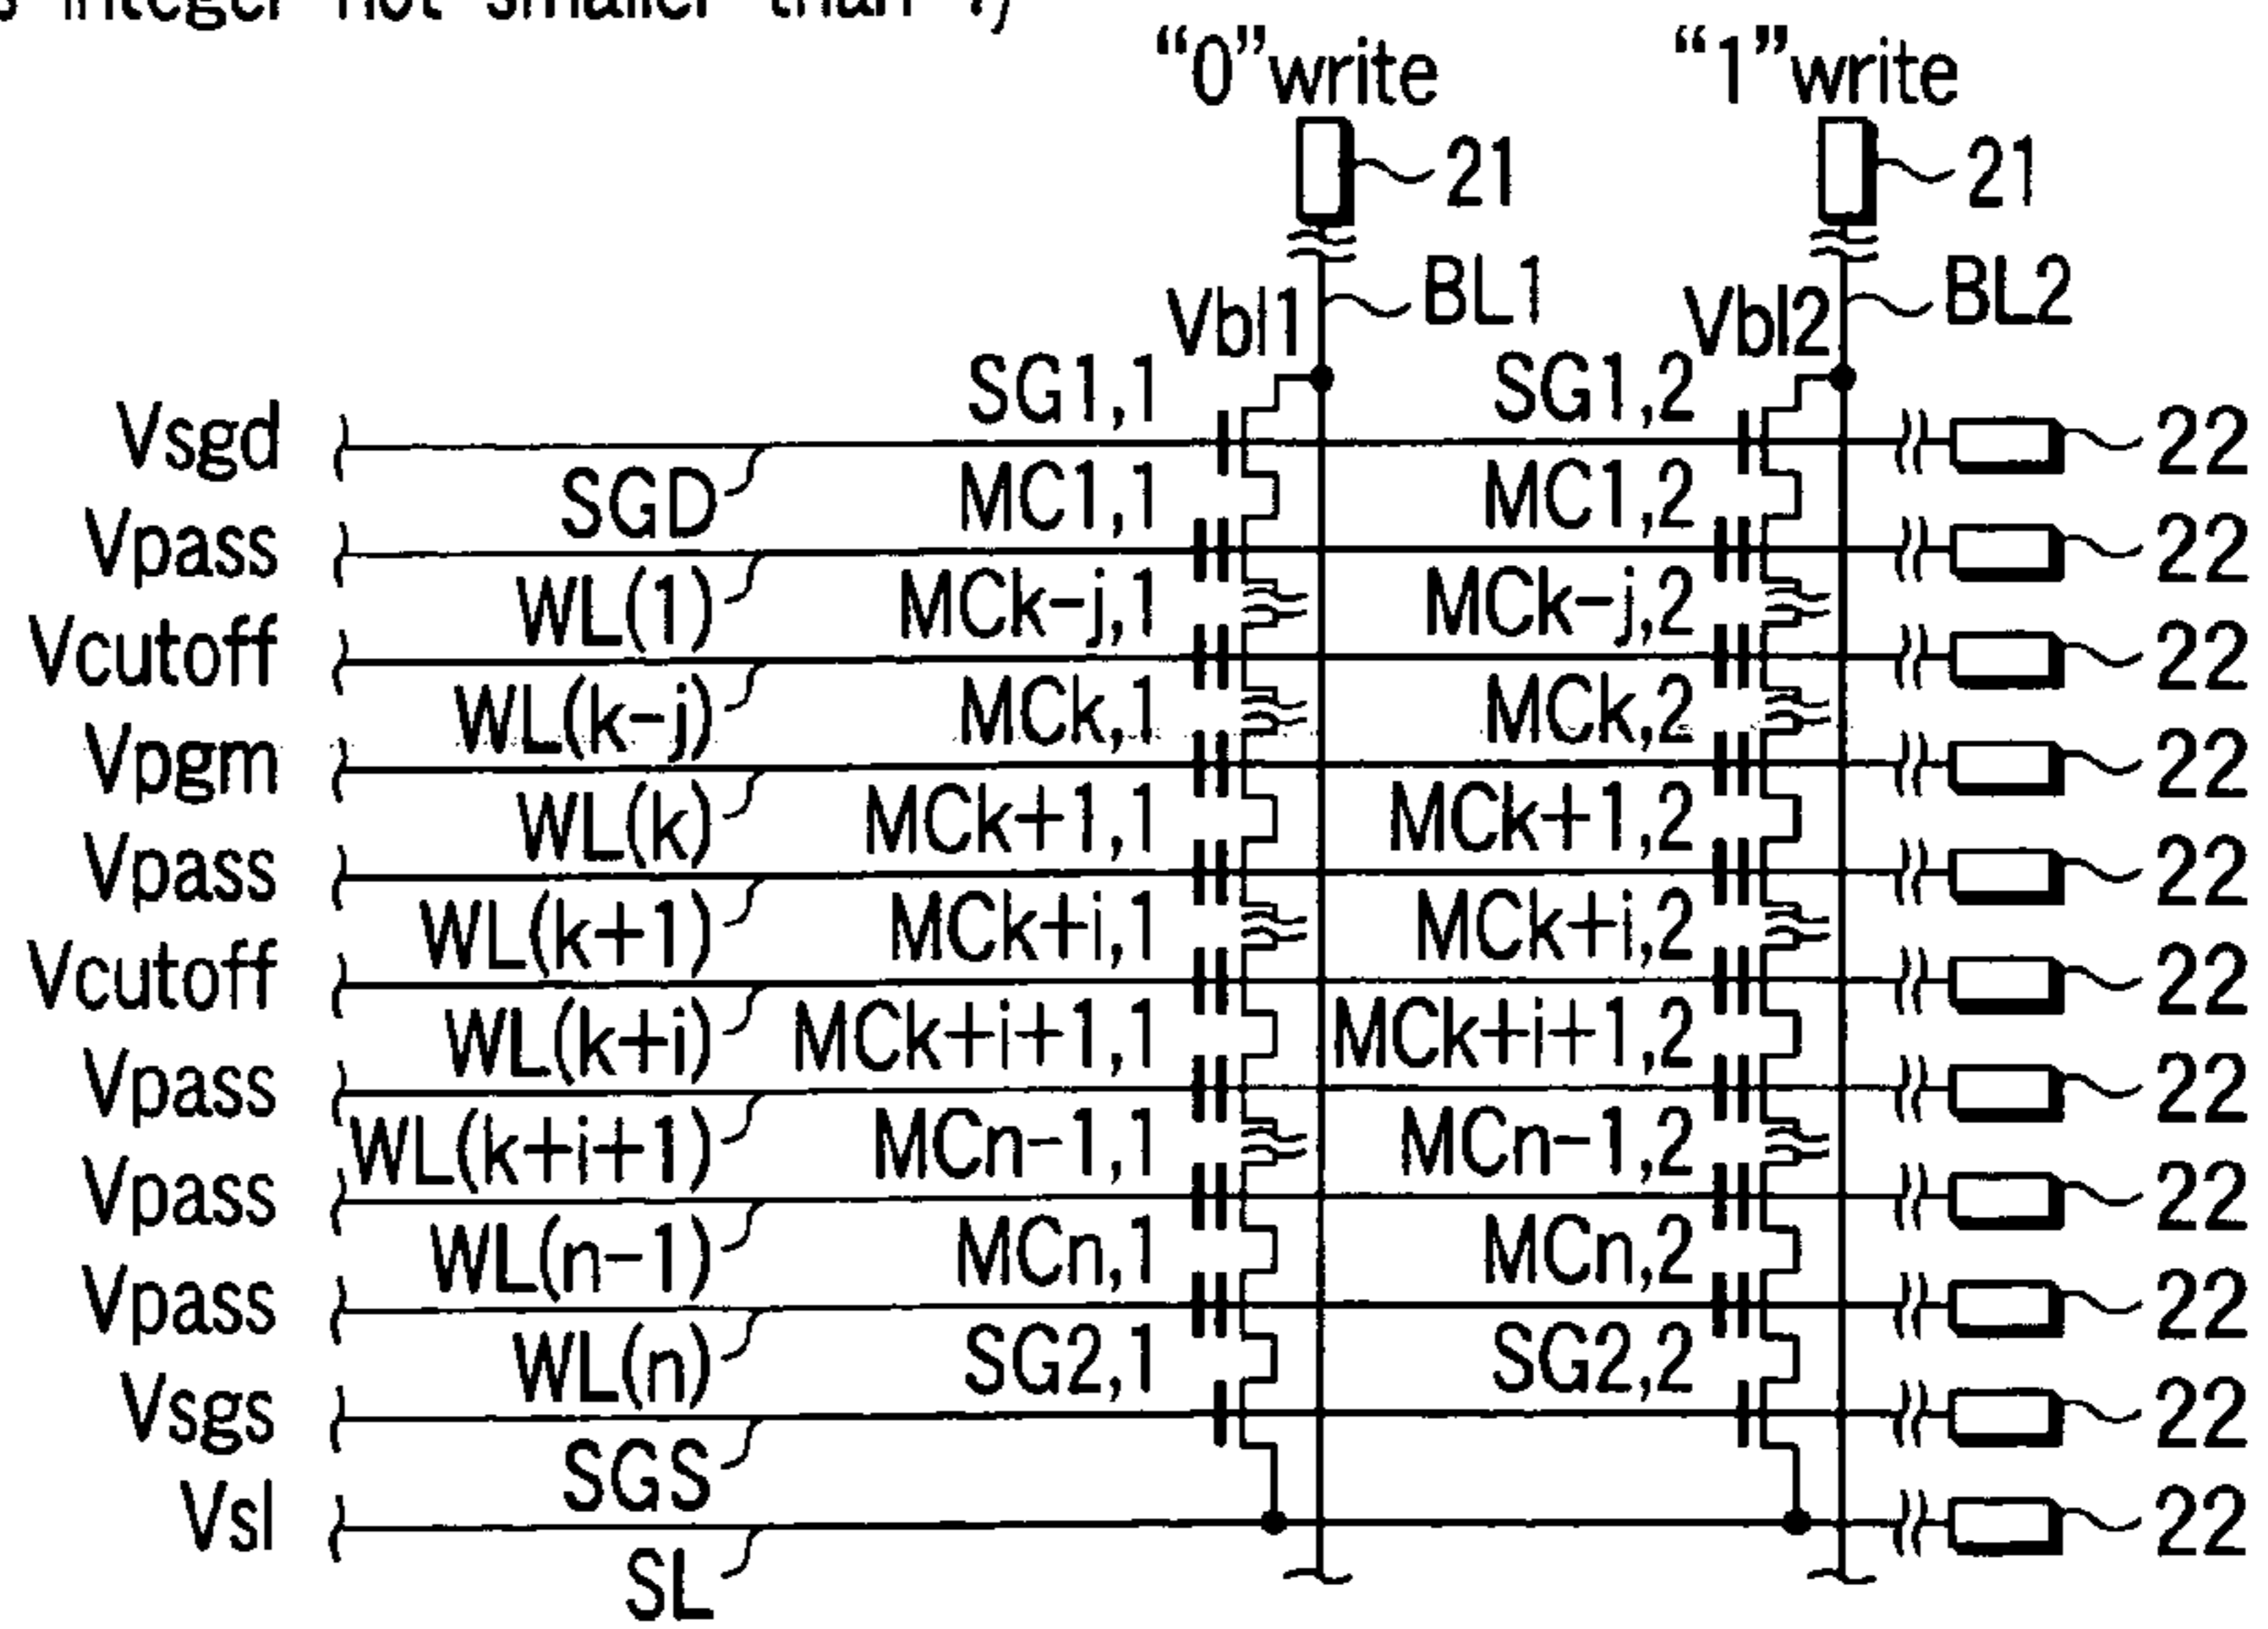 integer not smaller than
“0”write “1”write
21 21
BL1 BL2
Vbl1 Vbl2
SG1,1 SG1,2
Vsgd 22
SGD MC1,1 MC1,2
Vpass 22
WL(1) MCk-j,1 MCk-j,2
Vcutoff 22
WL(k-j) MCk,1 MCk,2
Vpgm 22
WL(k) MCk+1,1 MCk+1,2
Vpass 22
WL(k+1) MCk+i,1 MCk+i,2
Vcutoff 22
WL(k+i) MCk+i+1,1 MCk+i+1,2
Vpass 22
WL(k+i+1) MCn-1,1 MCn-1,2
Vpass 22
WL(n-1) MCn,1 MCn,2
Vpass 22
WL(n) SG2,1 SG2,2
Vsgs 22
SGS
Vsl 22
SL